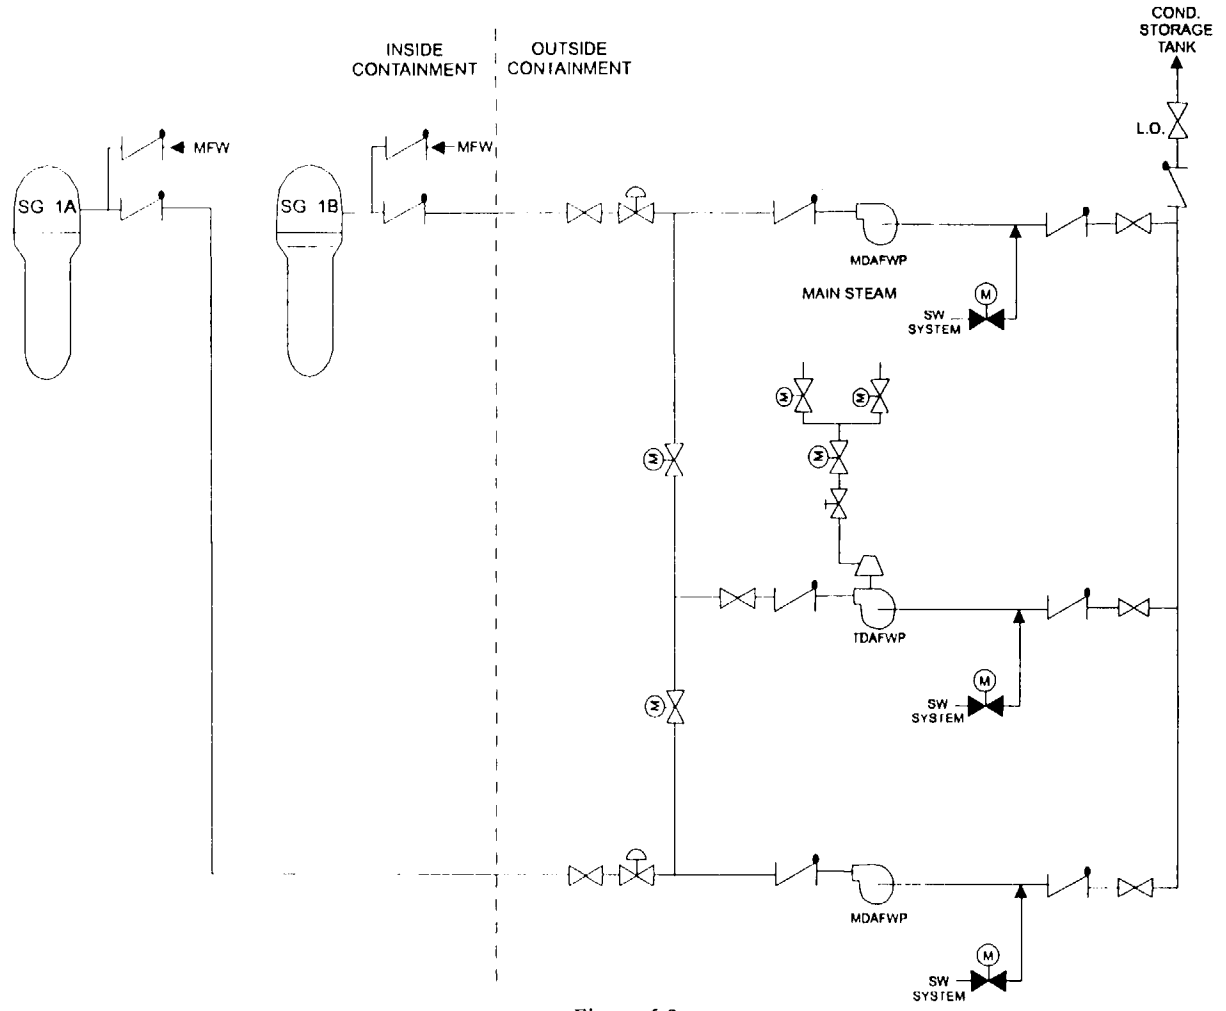 COND.
STORAGE
TANK
INSIDE
CONTAINMENT
OUTSIDE
CONTAINMENT
L.O.
MFW
MFW
SG 1A
SG 1B
MDAFWP
MAIN STEAM
M
SW
SYSTEM
M
M
M
M
TDAFWP
M
SW
SYSTEM
M
MDAFWP
M
SW
SYSTEM